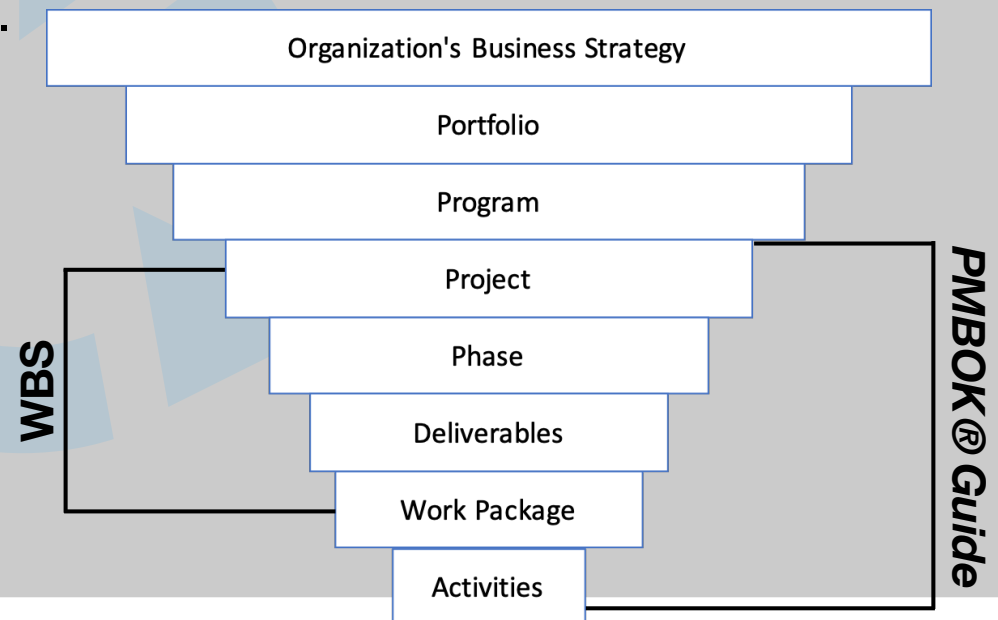 .
Organization's Business Strategy
Portfolio
Program
Project
Phase
Deliverables
Work Package
Activities
WBS
PMBOK® Guide